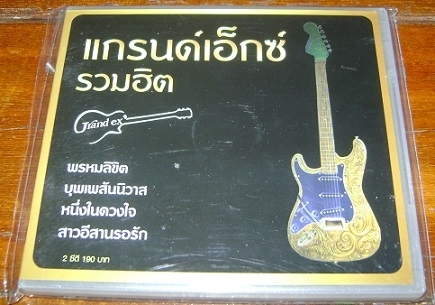 แกรนด์เอ็กซ์
รวมฮิต
Grand ex'
พรหมลิขิต
บุพเพสันนิวาส
หนึ่งในดวงใจ
สาวอีสานรอรัก
2 ซีดี 190 บาท